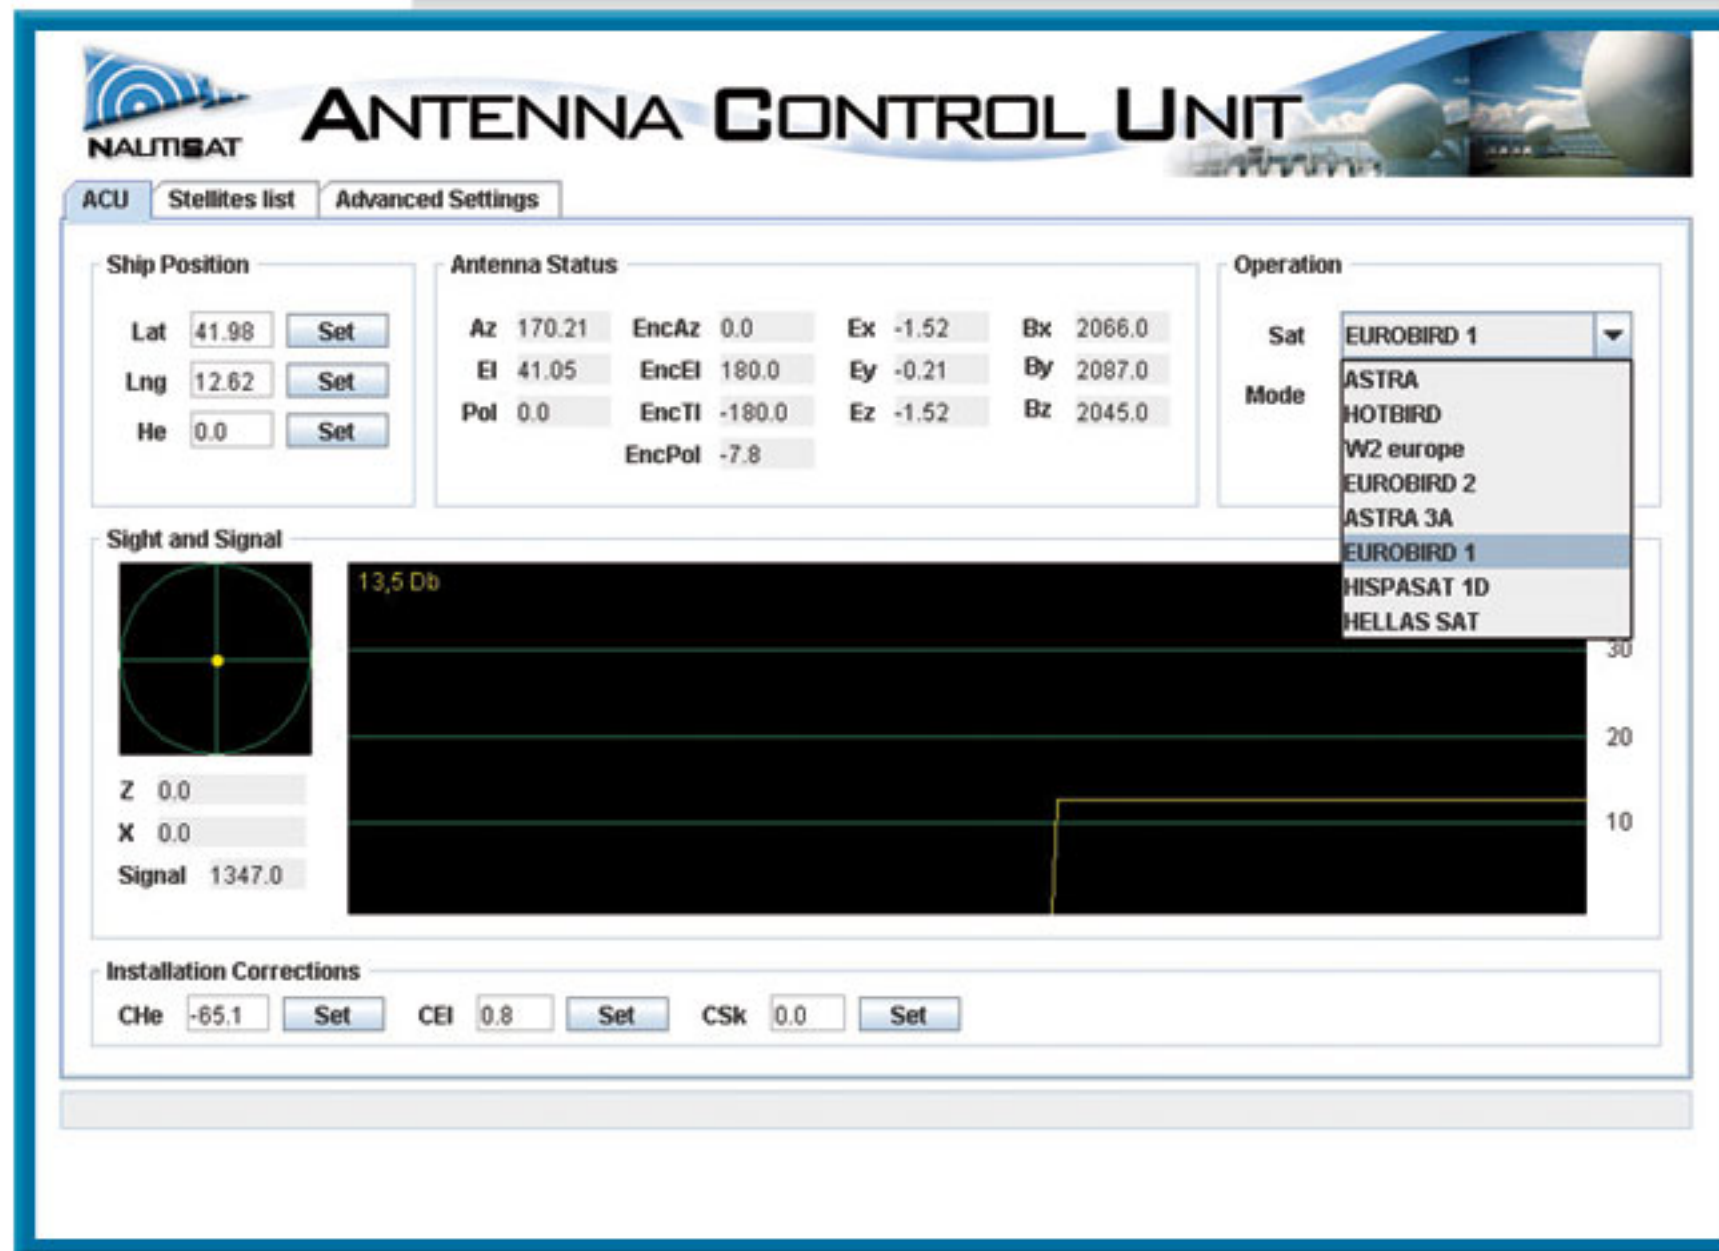 NAUTISAT
ANTENNA CONTROL UNIT
ACU Stellites list Advanced Settings
Ship Position
Lat 41.98 Set
Lng 12.62 Set
He 0.0 Set
Antenna Status
Az 170.21 EncAz 0.0 Ex -1.52 Bx 2066.0
El 41.05 EncEl 180.0 Ey -0.21 By 2087.0
Pol 0.0 EncTl -180.0 Ez -1.52 Bz 2045.0
EncPol -7.8
Operation
Sat EUROBIRD 1
Mode
ASTRA
HOTBIRD
W2 europe
EUROBIRD 2
ASTRA 3A
EUROBIRD 1
HISPASAT 1D
HELLAS SAT
Sight and Signal
13,5 Db
30
20
10
Z 0.0
X 0.0
Signal 1347.0
Installation Corrections
CHe -65.1 Set CEl 0.8 Set CSk 0.0 Set